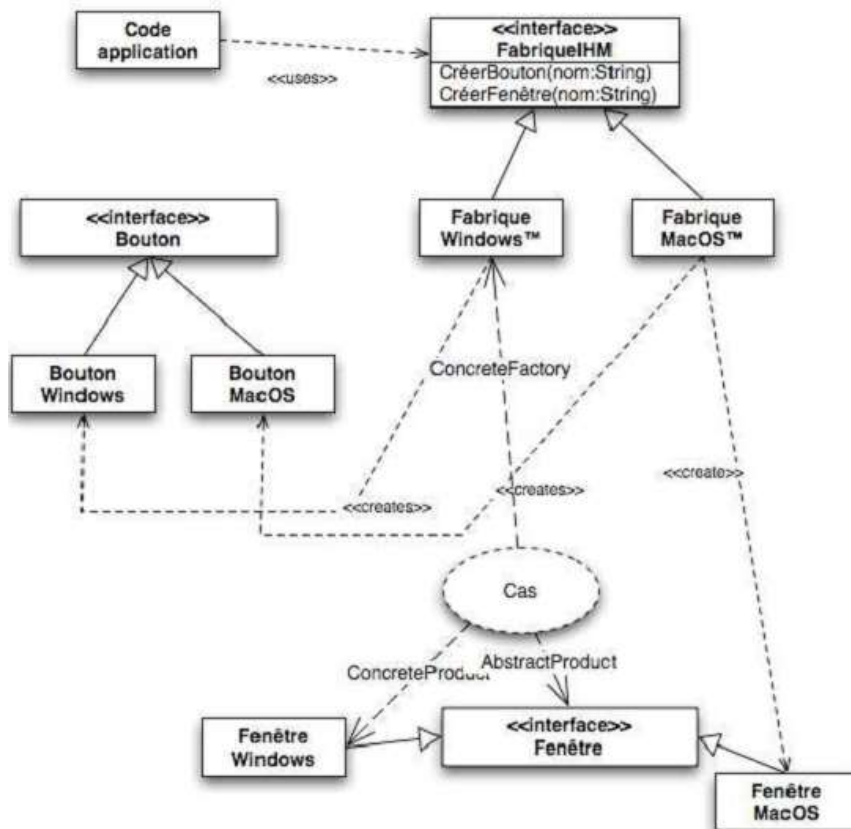 Code
application
<<uses>>
<<interface>>
FabriqueIHM
CréerBouton(nom:String)
CréerFenêtre(nom:String)
<<interface>>
Bouton
Fabrique
Windows™
Fabrique
MacOS™
Bouton
Windows
Bouton
MacOS
ConcreteFactory
<<create>>
<<creates>>
<<creates>>
Cas
ConcreteProduct
AbstractProduct
Fenêtre
Windows
<<interface>>
Fenêtre
Fenêtre
MacOS